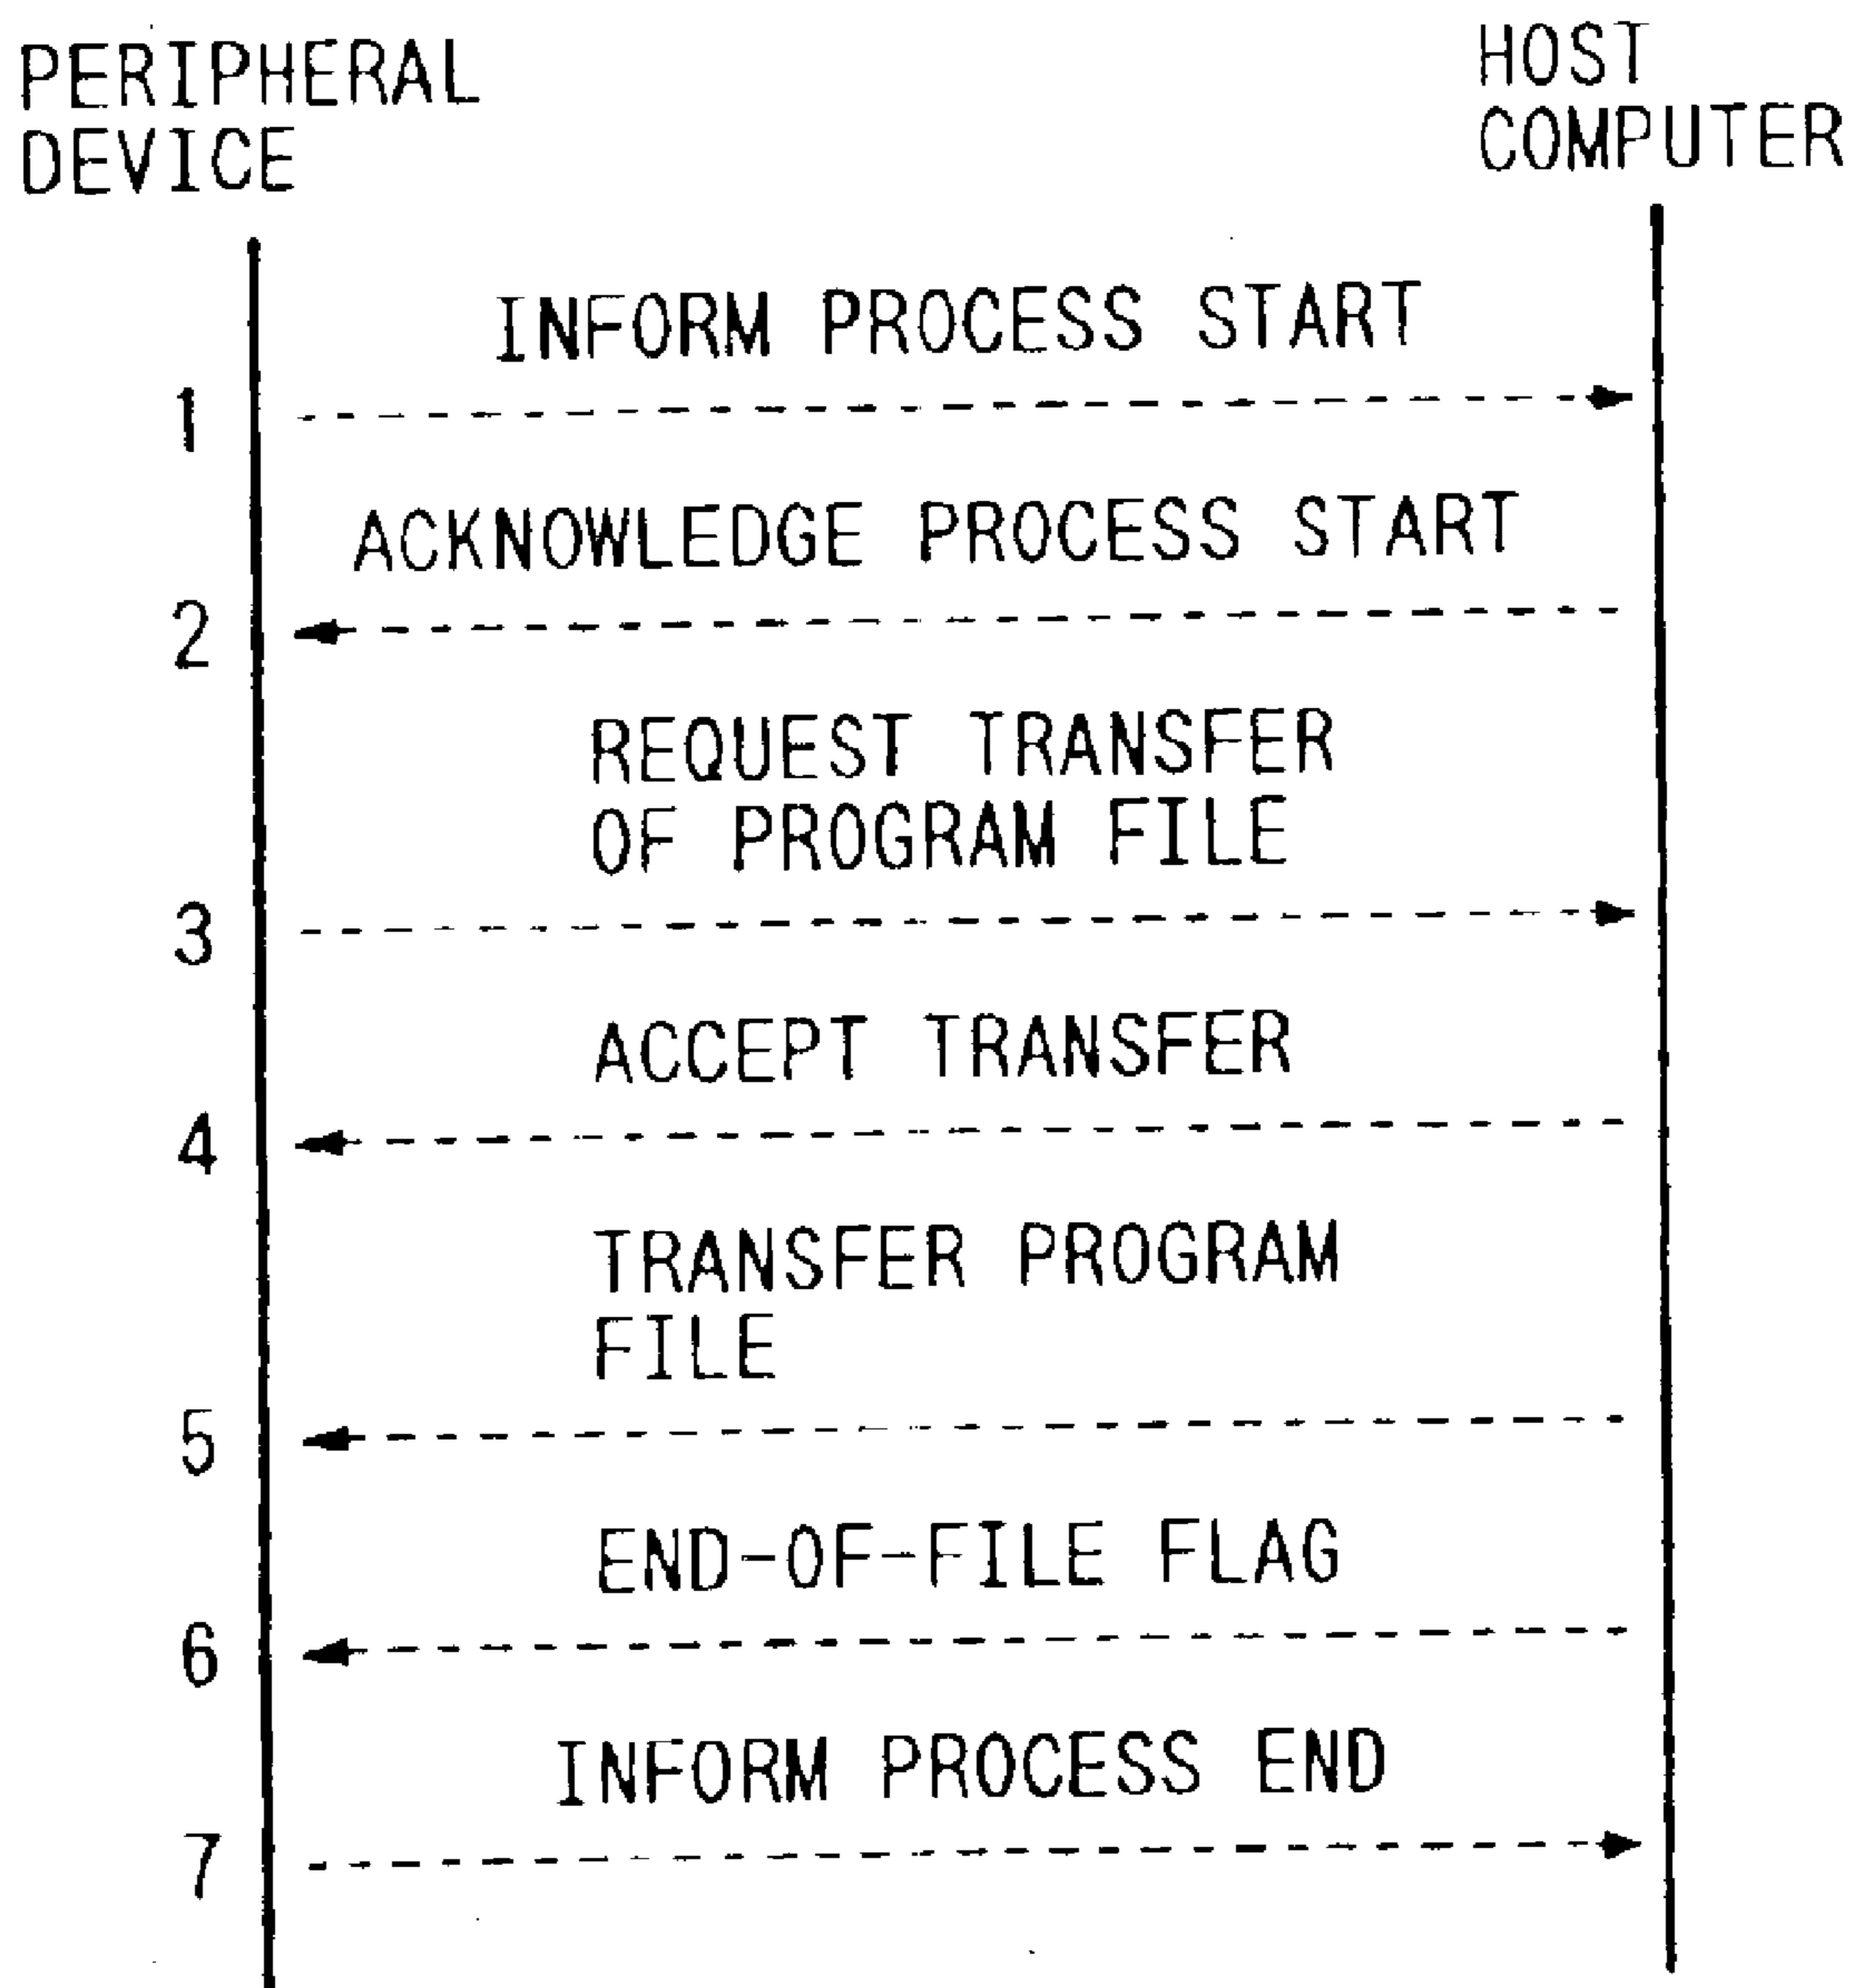 PERIPHERAL
DEVICE
HOST
COMPUTER
INFORM PROCESS START
1
ACKNOWLEDGE PROCESS START
2
REQUEST TRANSFER
OF PROGRAM FILE
3
ACCEPT TRANSFER
4
TRANSFER PROGRAM
FILE
5
END-OF-FILE FLAG
6
INFORM PROCESS END
7